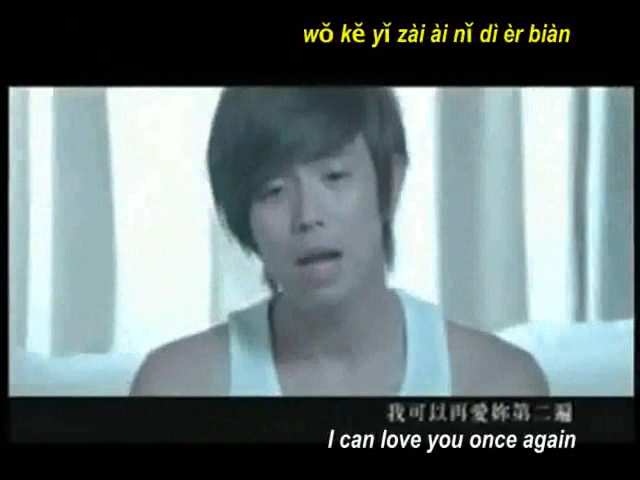 wǒ kě yǐ zài ài nǐ dì èr biàn
我可以再愛妳第二遍
I can love you once again